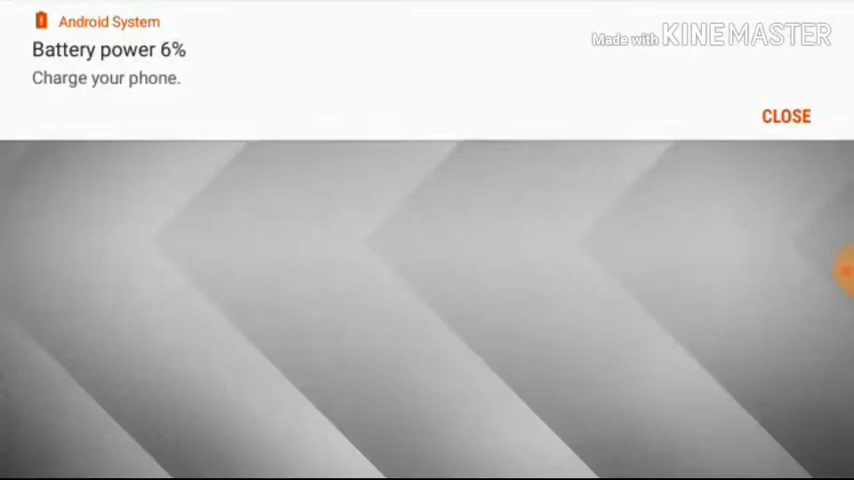 Android System
Made with KINEMASTER
Battery power 6%
Charge your phone.
CLOSE